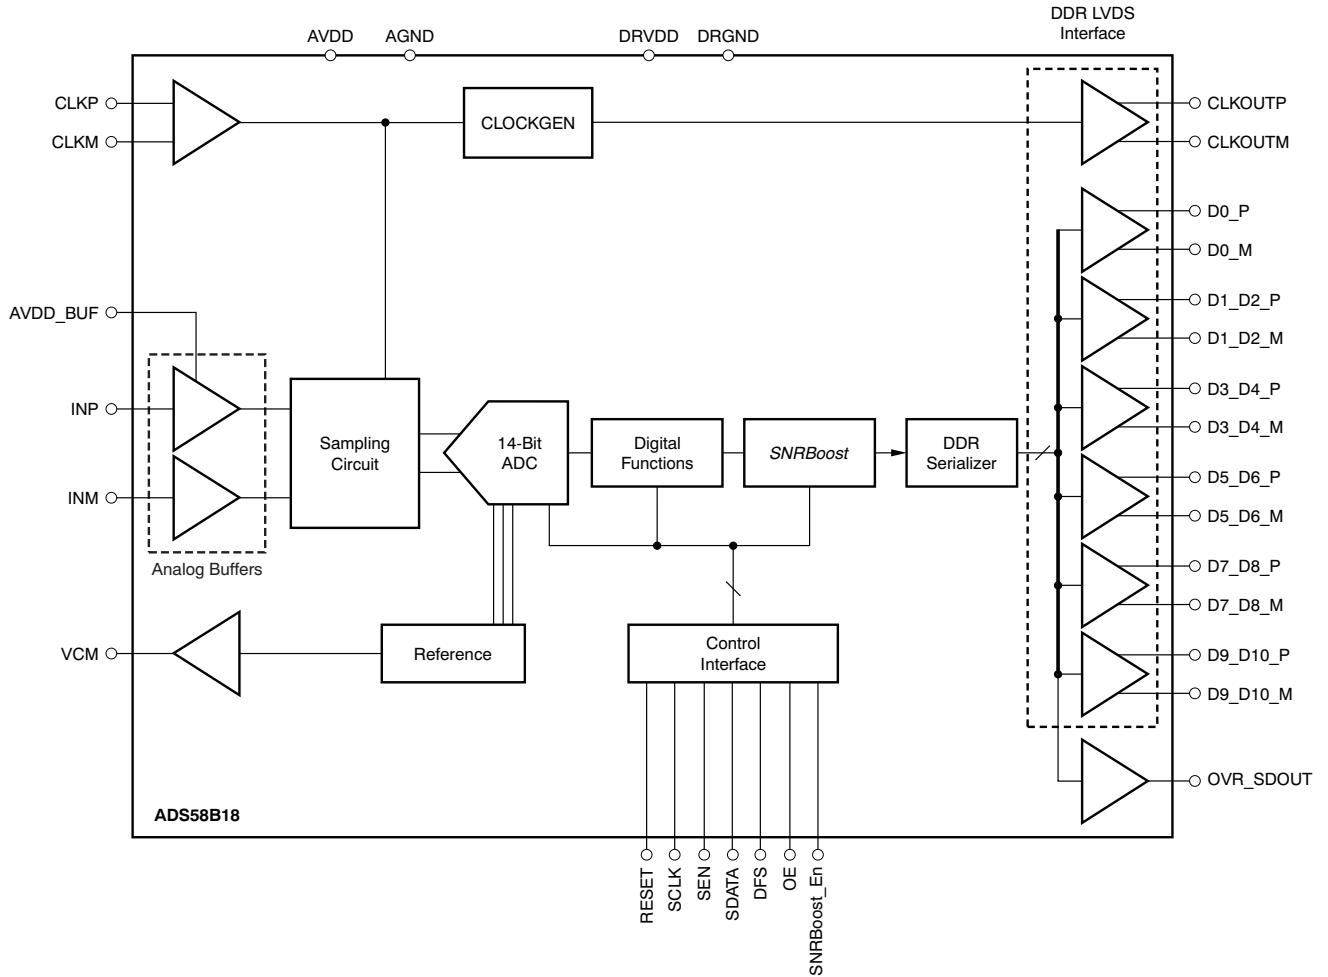 DDR LVDS
Interface
AVDD
AGND
DRVDD
DRGND
CLKP
CLKM
CLOCKGEN
CLKOUTP
CLKOUTM
D0_P
D0_M
AVDD_BUF
D1_D2_P
D1_D2_M
INP
INM
Analog Buffers
Sampling
Circuit
14-Bit
ADC
Digital
Functions
SNRBoost
DDR
Serializer
D3_D4_P
D3_D4_M
D5_D6_P
D5_D6_M
D7_D8_P
D7_D8_M
VCM
Reference
Control
Interface
D9_D10_P
D9_D10_M
OVR_SDOUT
ADS58B18
RESET
SCLK
SEN
SDATA
DFS
OE
SNRBoost_En